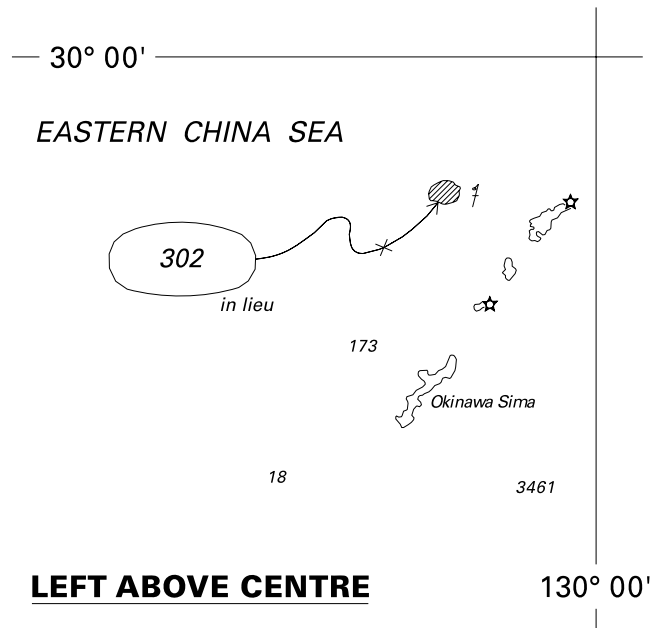 30° 00'
EASTERN CHINA SEA
302
in lieu
173
Okinawa Sima
18
3461
LEFT ABOVE CENTRE
130° 00'